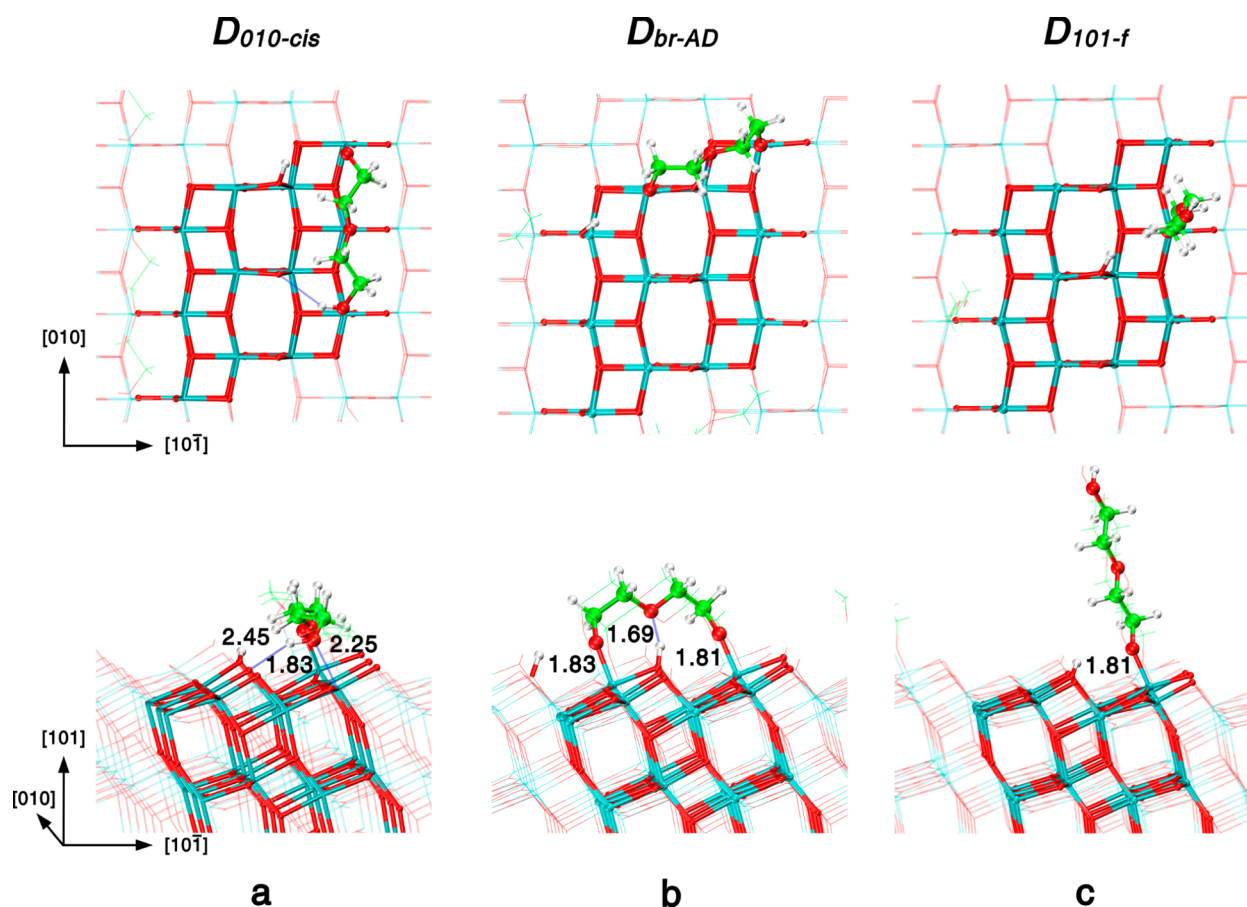 D010-cis
Dbr-AD
D101-f
[010]
[101̅]
2.45
1.83
2.25
1.69
1.83
1.81
1.81
[101]
[010]
[101̅]
a
b
c